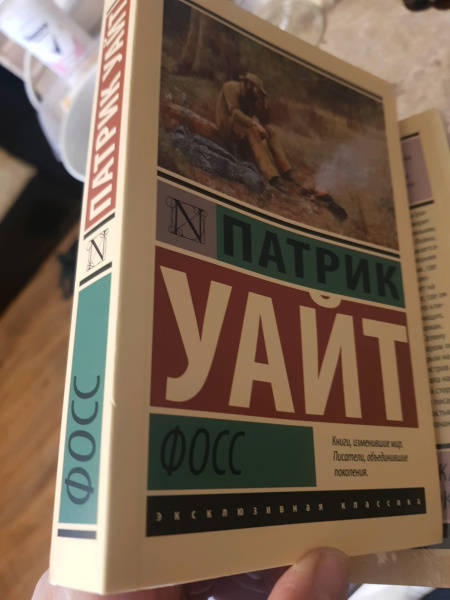 ПАТРИК УАЙТ
N
ФОСС
N
ПАТРИК
УАЙТ
ФОСС
Книги, изменившие мир.
Писатели, объединившие
поколения.
эксклюзивная классика